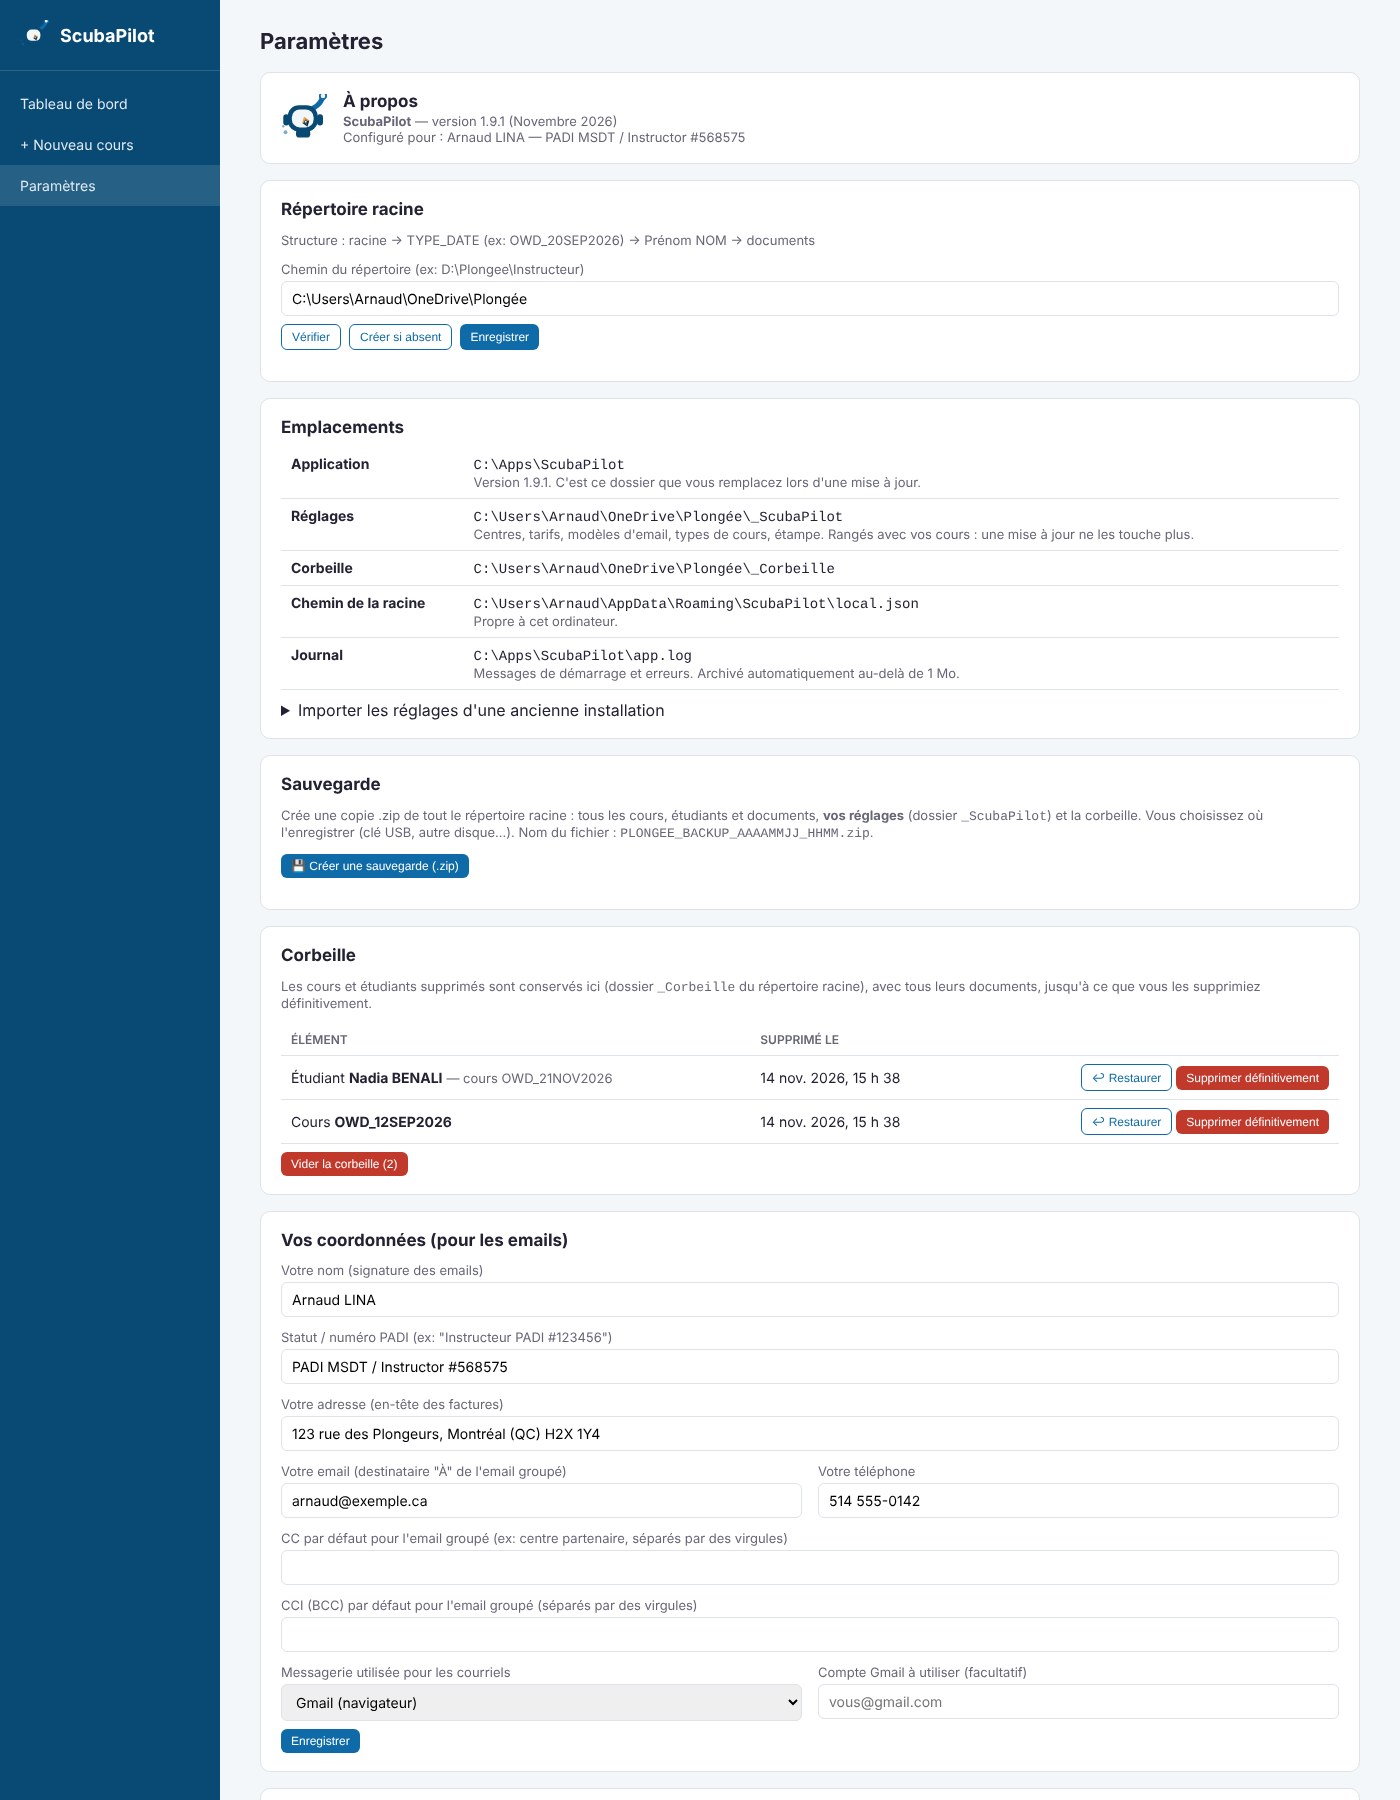 ScubaPilot
Tableau de bord
+ Nouveau cours
Paramètres
Paramètres
À propos
ScubaPilot — version 1.9.1 (Novembre 2026)
Configuré pour : Arnaud LINA — PADI MSDT / Instructor #568575
Répertoire racine
Structure : racine → TYPE_DATE (ex: OWD_20SEP2026) → Prénom NOM → documents
Chemin du répertoire (ex: D:\Plongee\Instructeur)
C:\Users\Arnaud\OneDrive\Plongée
Vérifier Créer si absent Enregistrer
Emplacements
Application C:\Apps\ScubaPilot
Version 1.9.1. C'est ce dossier que vous remplacez lors d'une mise à jour.
Réglages C:\Users\Arnaud\OneDrive\Plongée\_ScubaPilot
Centres, tarifs, modèles d'email, types de cours, étampe. Rangés avec vos cours : une mise à jour ne les touche plus.
Corbeille C:\Users\Arnaud\OneDrive\Plongée\_Corbeille
Chemin de la racine C:\Users\Arnaud\AppData\Roaming\ScubaPilot\local.json
Propre à cet ordinateur.
Journal C:\Apps\ScubaPilot\app.log
Messages de démarrage et erreurs. Archivé automatiquement au-delà de 1 Mo.
▶ Importer les réglages d'une ancienne installation
Sauvegarde
Crée une copie .zip de tout le répertoire racine : tous les cours, étudiants et documents, vos réglages (dossier _ScubaPilot) et la corbeille. Vous choisissez où
l'enregistrer (clé USB, autre disque…). Nom du fichier : PLONGEE_BACKUP_AAAAMMJJ_HHMM.zip.
💾 Créer une sauvegarde (.zip)
Corbeille
Les cours et étudiants supprimés sont conservés ici (dossier _Corbeille du répertoire racine), avec tous leurs documents, jusqu'à ce que vous les supprimiez
définitivement.
ÉLÉMENT SUPPRIMÉ LE
Étudiant Nadia BENALI — cours OWD_21NOV2026 14 nov. 2026, 15 h 38 ↩ Restaurer Supprimer définitivement
Cours OWD_12SEP2026 14 nov. 2026, 15 h 38 ↩ Restaurer Supprimer définitivement
Vider la corbeille (2)
Vos coordonnées (pour les emails)
Votre nom (signature des emails)
Arnaud LINA
Statut / numéro PADI (ex: "Instructeur PADI #123456")
PADI MSDT / Instructor #568575
Votre adresse (en-tête des factures)
123 rue des Plongeurs, Montréal (QC) H2X 1Y4
Votre email (destinataire "À" de l'email groupé) Votre téléphone
arnaud@exemple.ca 514 555-0142
CC par défaut pour l'email groupé (ex: centre partenaire, séparés par des virgules)
CCI (BCC) par défaut pour l'email groupé (séparés par des virgules)
Messagerie utilisée pour les courriels Compte Gmail à utiliser (facultatif)
Gmail (navigateur) vous@gmail.com
Enregistrer